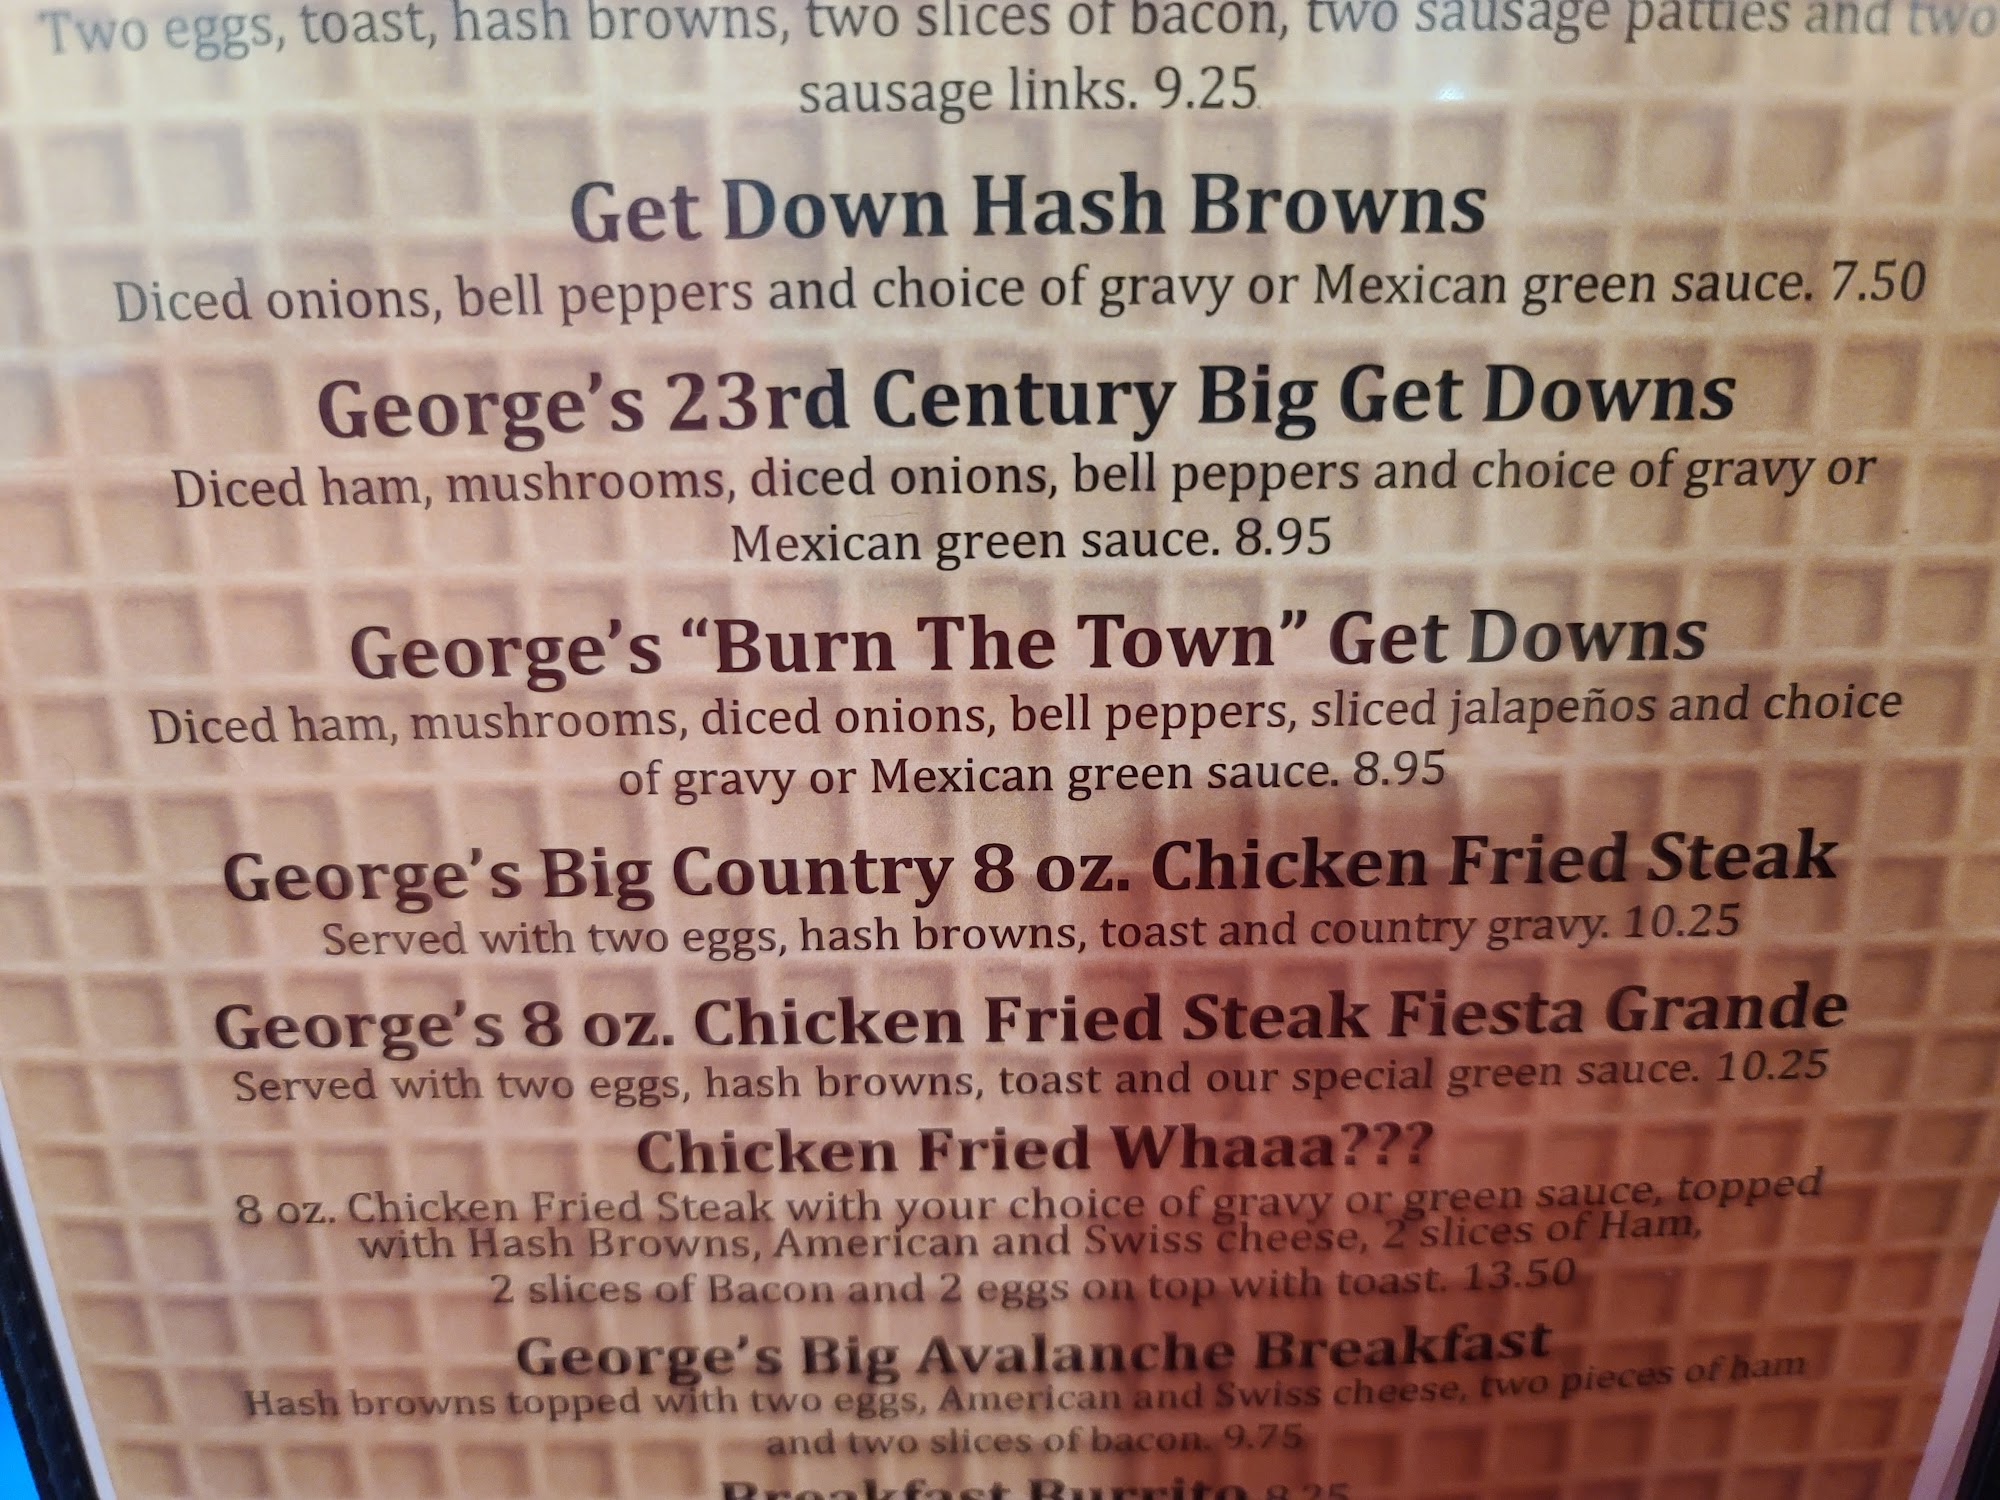 Two eggs, toast, hash browns, two slices of bacon, two sausage patties and two
sausage links. 9.25
Get Down Hash Browns
Diced onions, bell peppers and choice of gravy or Mexican green sauce. 7.50
George's 23rd Century Big Get Downs
Diced ham, mushrooms, diced onions, bell peppers and choice of gravy or
Mexican green sauce. 8.95
George's “Burn The Town” Get Downs
Diced ham, mushrooms, diced onions, bell peppers, sliced jalapeños and choice
of gravy or Mexican green sauce. 8.95
George's Big Country 8 oz. Chicken Fried Steak
Served with two eggs, hash browns, toast and country gravy. 10.25
George's 8 oz. Chicken Fried Steak Fiesta Grande
Served with two eggs, hash browns, toast and our special green sauce. 10.25
Chicken Fried Whaaa???
8 oz. Chicken Fried Steak with your choice of gravy or green sauce, topped
with Hash Browns, American and Swiss cheese, 2 slices of Ham,
2 slices of Bacon and 2 eggs on top with toast. 13.50
George's Big Avalanche Breakfast
Hash browns topped with two eggs, American and Swiss cheese, two pieces of ham
and two slices of bacon. 9.75
Breakfast Burrito 8.25